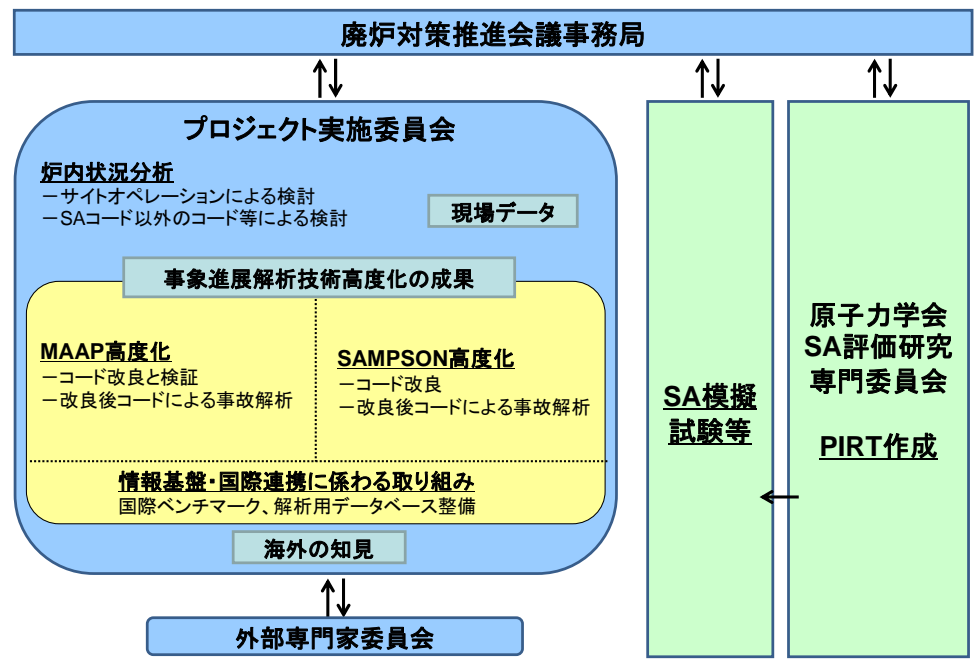 廃炉対策推進会議事務局
プロジェクト実施委員会
炉内状況分析
－サイトオペレーションによる検討
－SAコード以外のコード等による検討
現場データ
事象進展解析技術高度化の成果
MAAP高度化
－コード改良と検証
－改良後コードによる事故解析
SAMPSON高度化
－コード改良
－改良後コードによる事故解析
情報基盤・国際連携に係わる取り組み
国際ベンチマーク、解析用データベース整備
海外の知見
外部専門家委員会
SA模擬
試験等
原子力学会
SA評価研究
専門委員会
PIRT作成